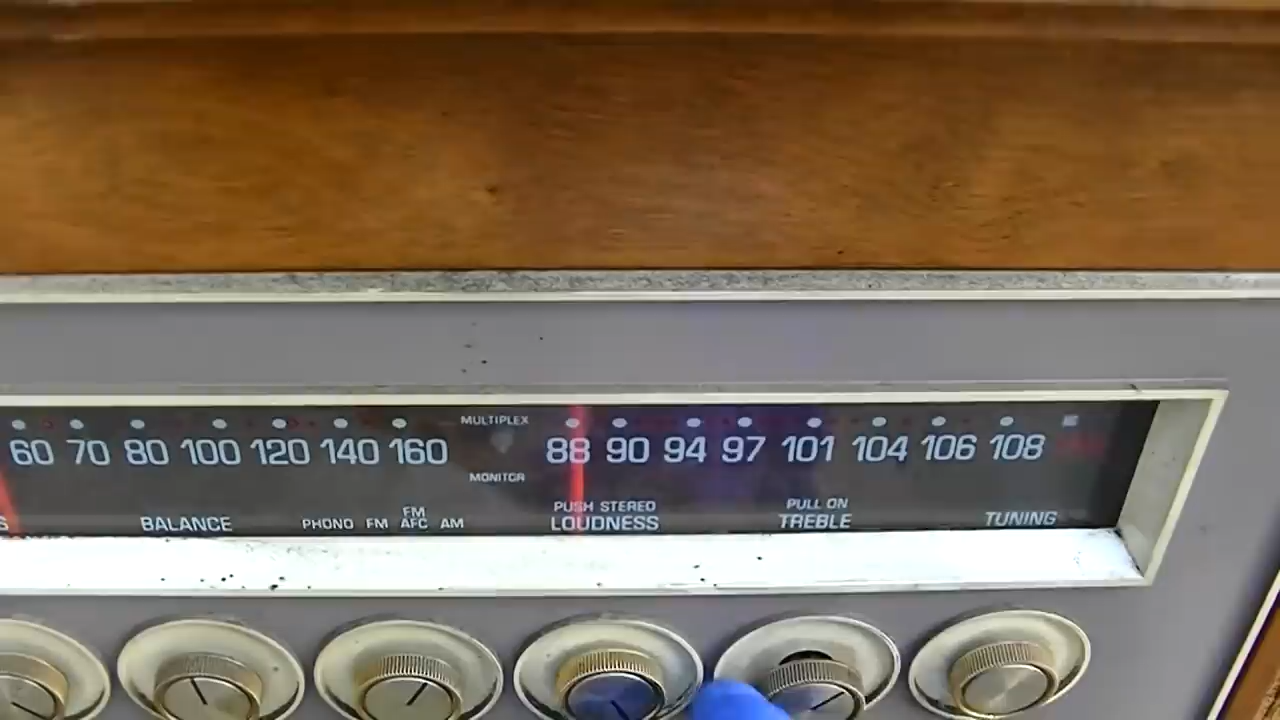 60 70 80 100 120 140 160 MULTIPLEX 88 90 94 97 101 104 106 108
MONITOR
S BALANCE PHONO FM FM AFC AM PUSH STEREO LOUDNESS PULL ON TREBLE TUNING